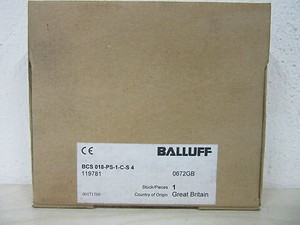 CE BALLUFF
BCS 018-PS-1-C-S 4
119781 0672GB
Stück/Pieces 1
Country of Origin Great Britain